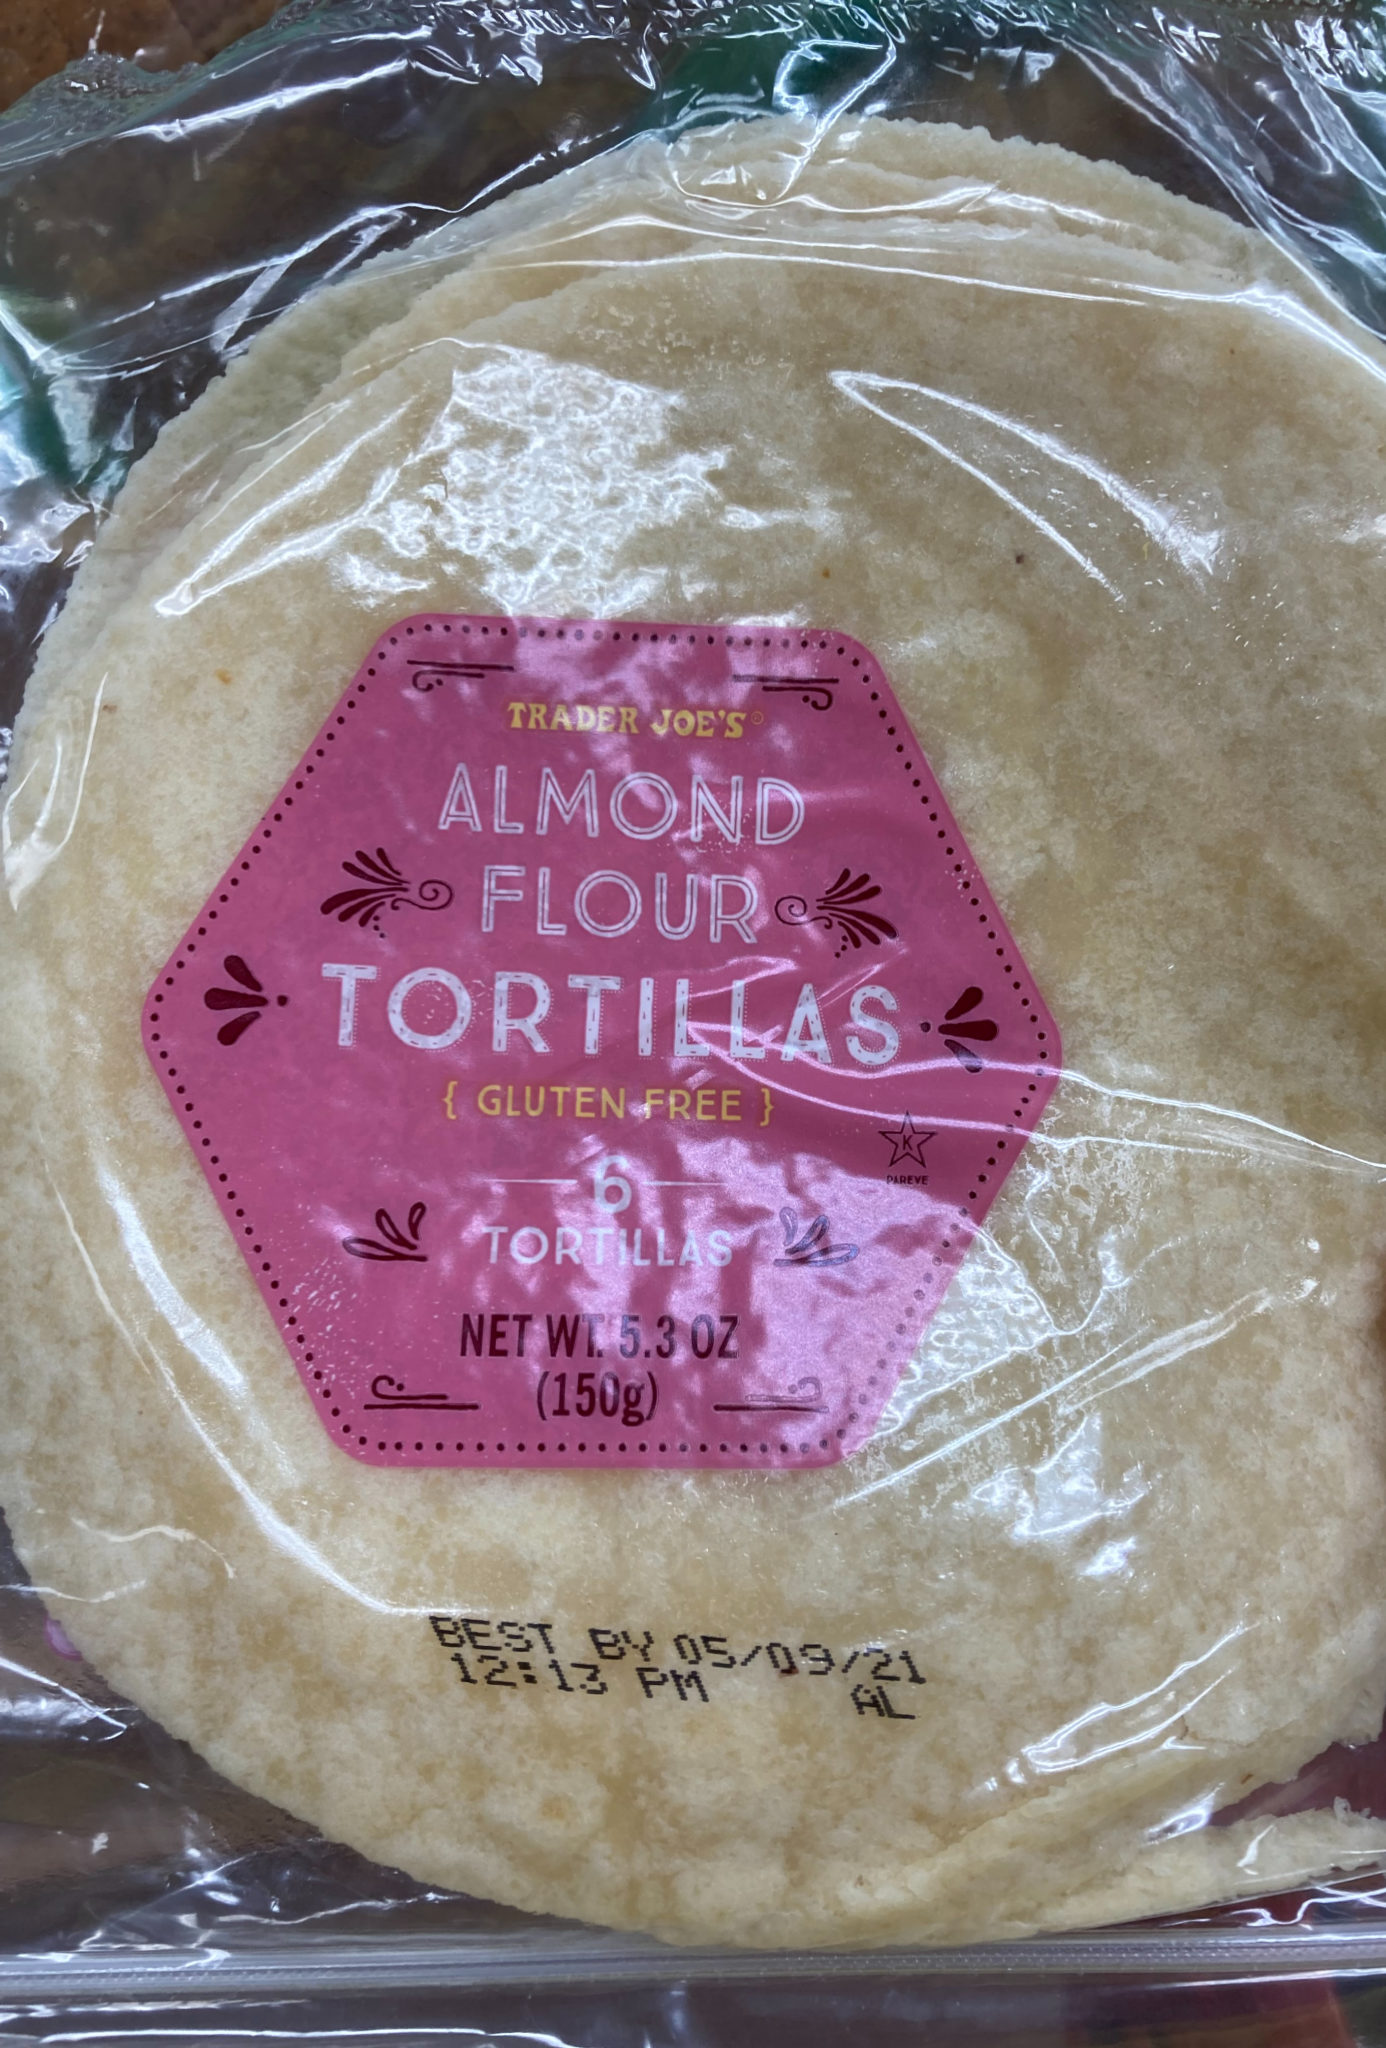 TRADER JOE'S®
ALMOND
FLOUR
TORTILLAS
{ GLUTEN FREE }
K
PAREVE
6
TORTILLAS
NET WT. 5.3 OZ
(150g)
BEST BY 05/09/21
12:13 PM AL